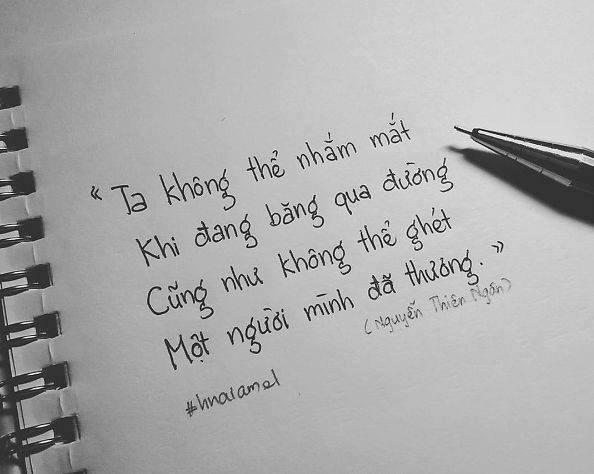 “ Ta không thể nhắm mắt
Khi đang băng qua đường
Cũng như không thể ghét
Một người mình đã thương. ”
(Nguyễn Thiên Ngân)
#hnaiamel